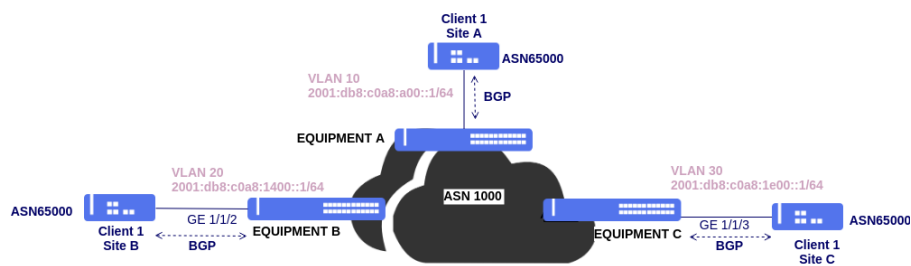 Client 1
Site A
ASN65000
VLAN 10
2001:db8:c0a8:a00::1/64
BGP
EQUIPMENT A
VLAN 20
2001:db8:c0a8:1400::1/64
VLAN 30
2001:db8:c0a8:1e00::1/64
ASN 1000
ASN65000
GE 1/1/2
EQUIPMENT B
Client 1
Site B
BGP
EQUIPMENT C
GE 1/1/3
BGP
ASN65000
Client 1
Site C